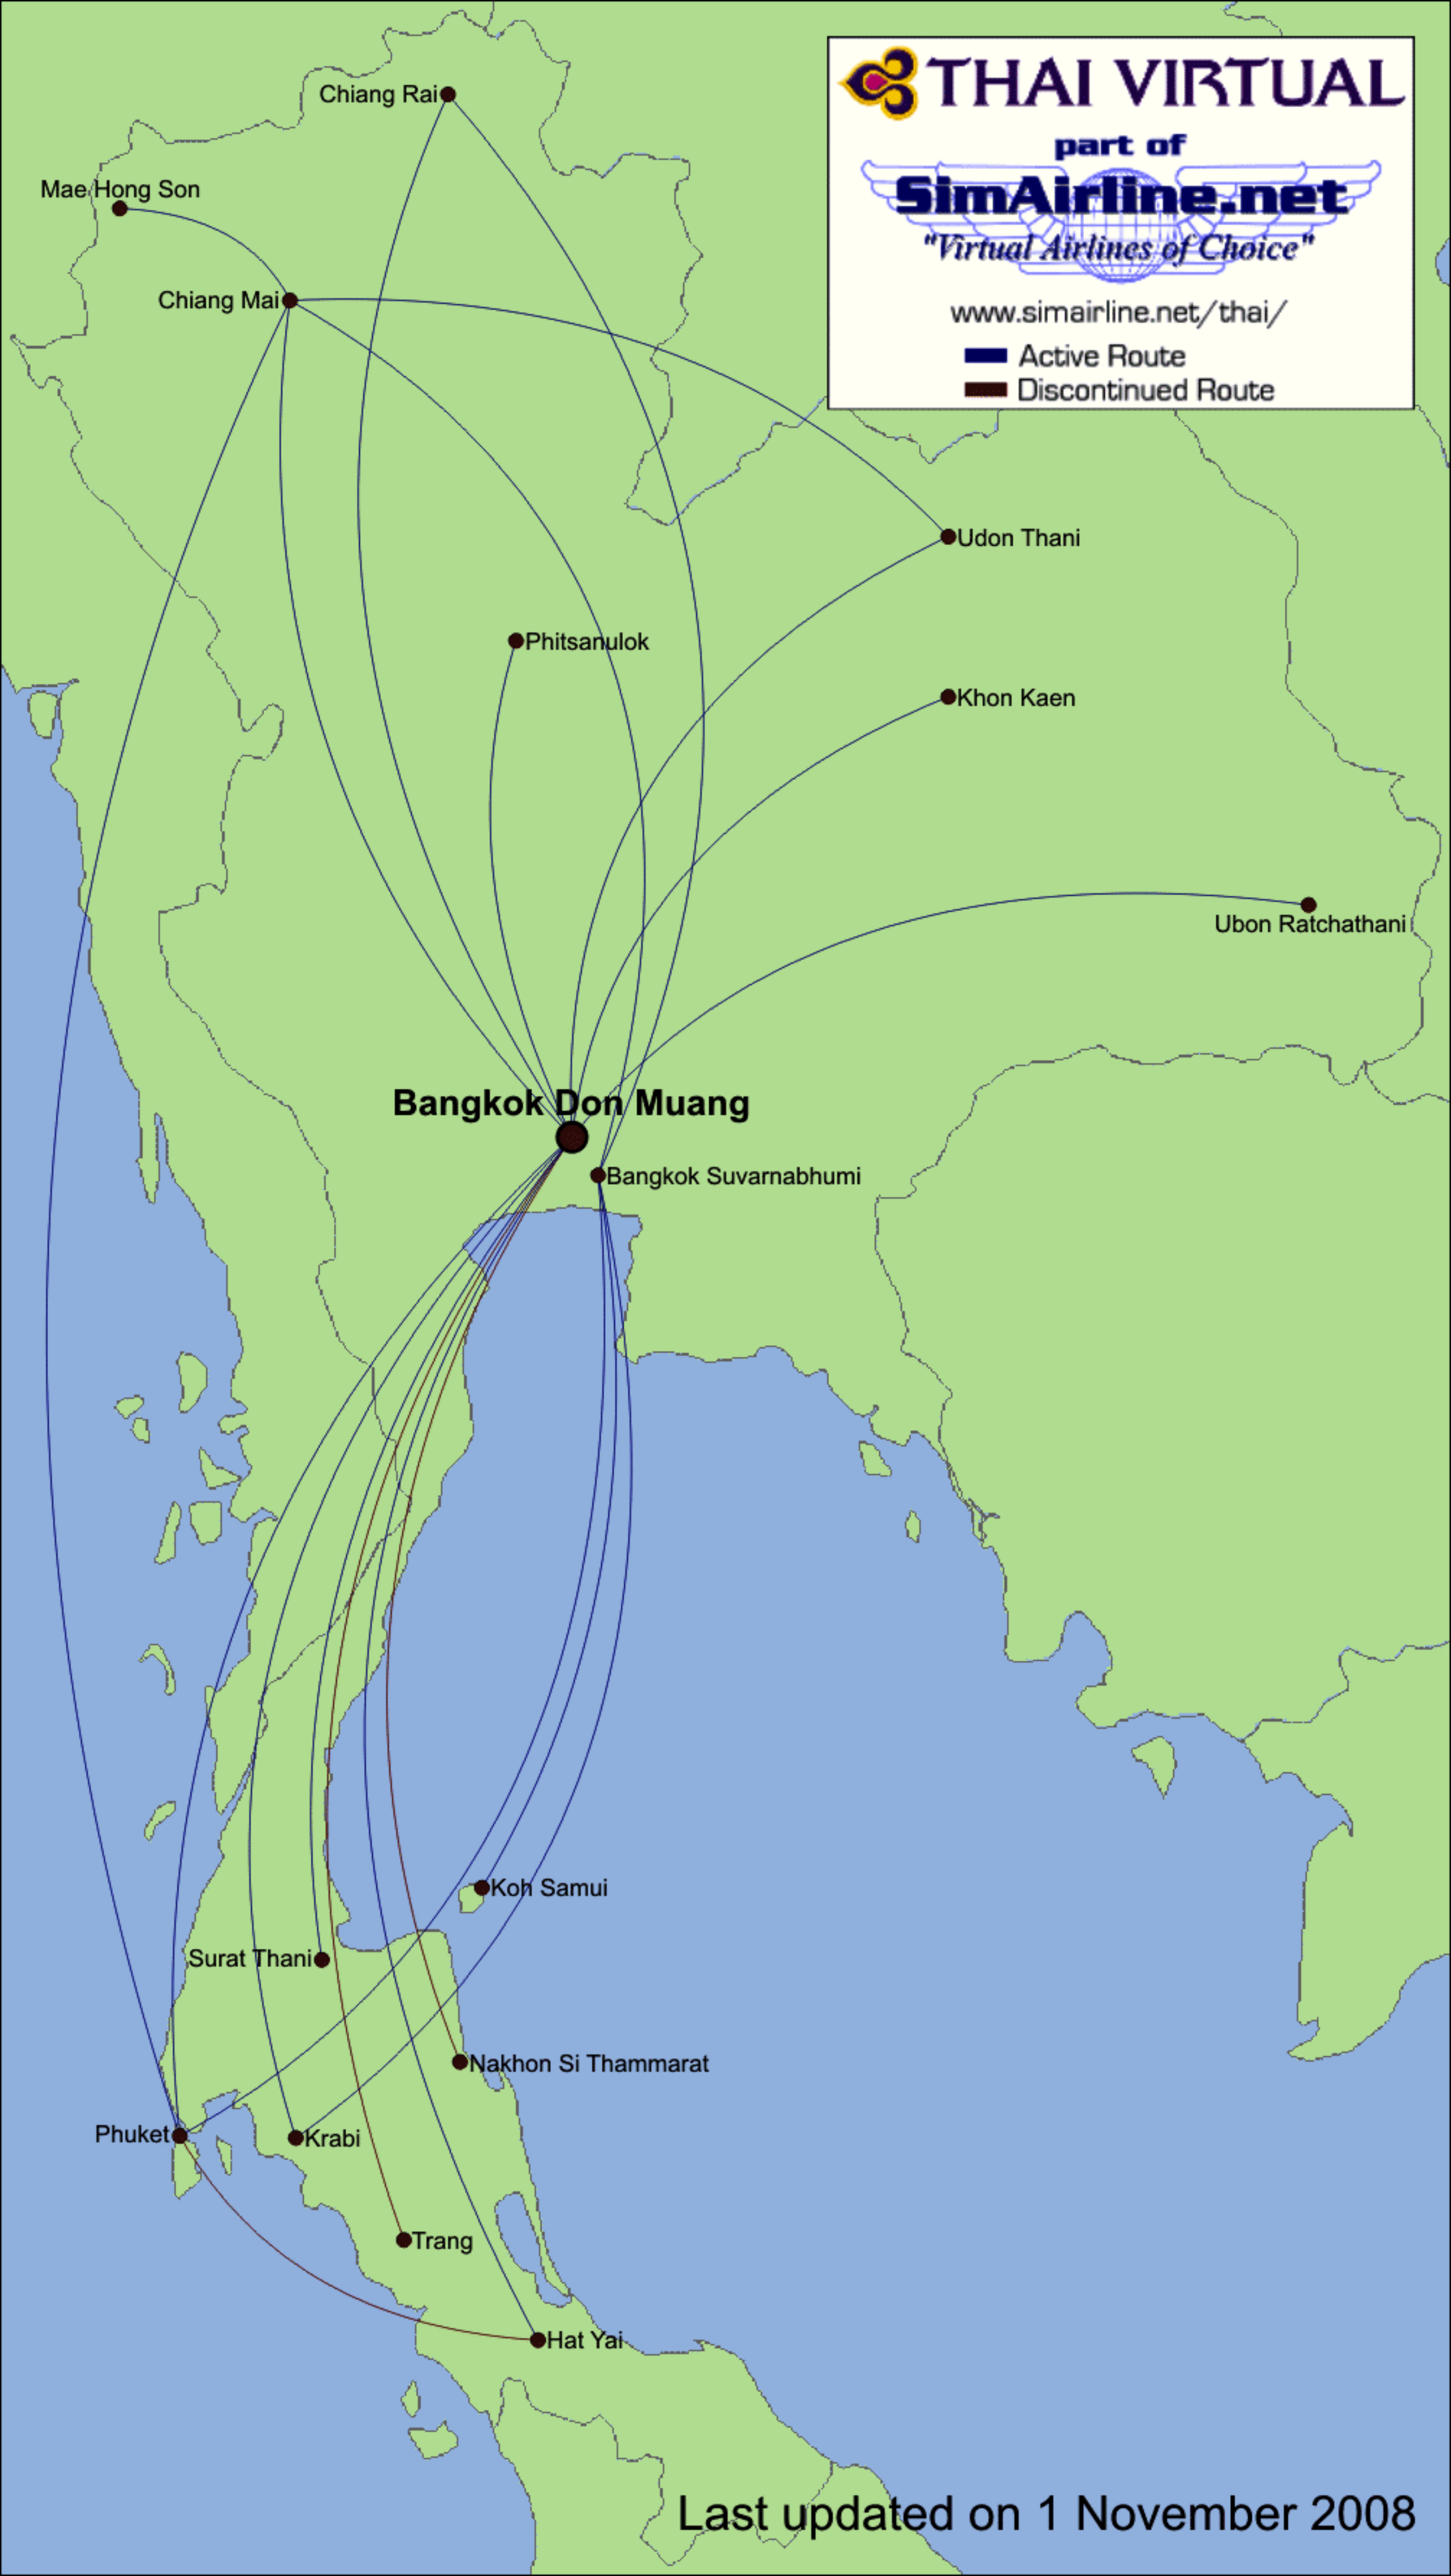 THAI VIRTUAL
part of
SimAirline.net
"Virtual Airlines of Choice"
www.simairline.net/thai/
Active Route
Discontinued Route
Chiang Rai
Mae Hong Son
Chiang Mai
Udon Thani
Phitsanulok
Khon Kaen
Ubon Ratchathani
Bangkok Don Muang
Bangkok Suvarnabhumi
Koh Samui
Surat Thani
Nakhon Si Thammarat
Phuket
Krabi
Trang
Hat Yai
Last updated on 1 November 2008